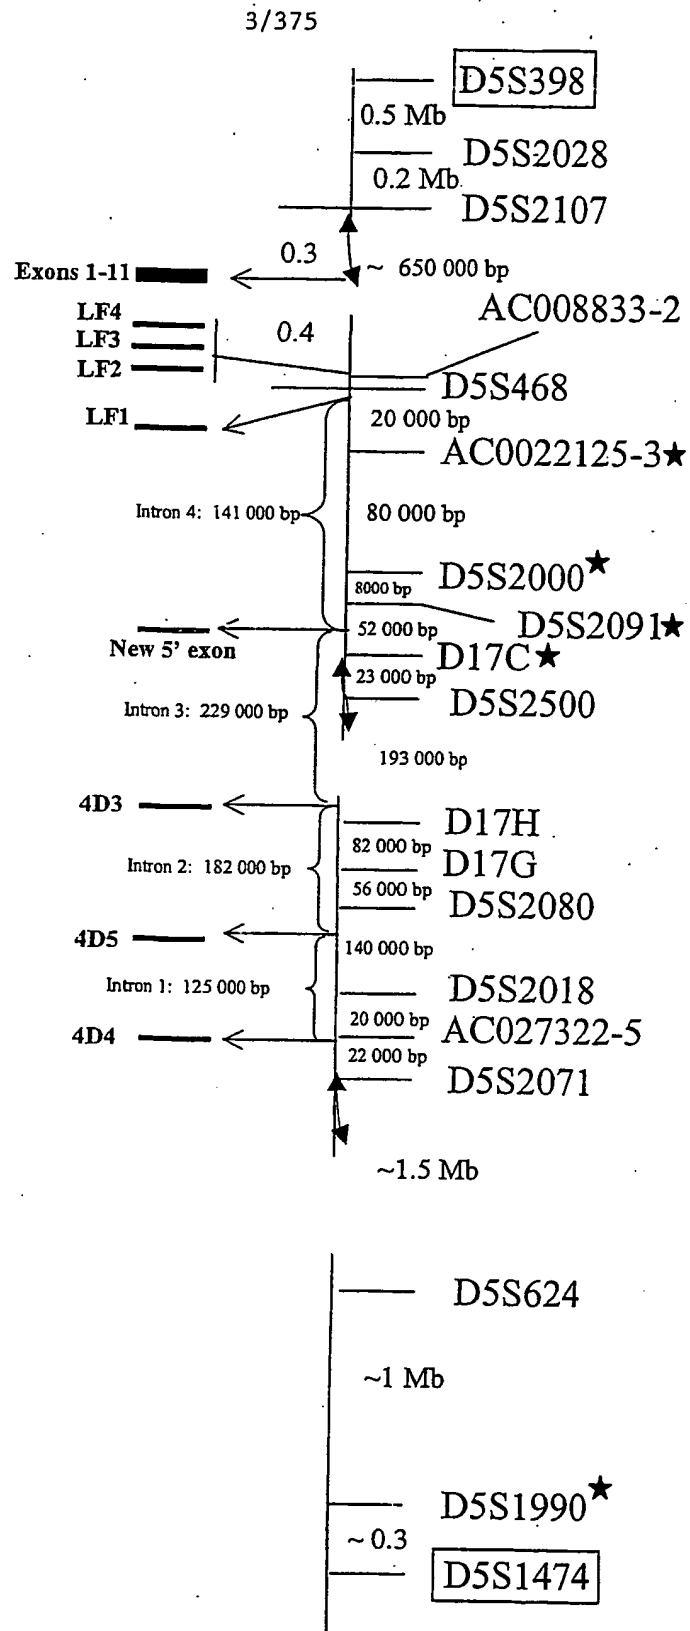 3/375
D5S398
0.5 Mb
D5S2028
0.2 Mb
D5S2107
0.3
Exons 1-11
~ 650 000 bp
LF4
AC008833-2
LF3
0.4
LF2
D5S468
LF1
20 000 bp
AC0022125-3★
Intron 4: 141 000 bp
80 000 bp
D5S2000★
8000 bp
D5S2091★
52 000 bp
New 5' exon
D17C★
23 000 bp
D5S2500
Intron 3: 229 000 bp
193 000 bp
4D3
D17H
82 000 bp
Intron 2: 182 000 bp
D17G
56 000 bp
D5S2080
4D5
140 000 bp
Intron 1: 125 000 bp
D5S2018
20 000 bp
AC027322-5
4D4
22 000 bp
D5S2071
~1.5 Mb
D5S624
~1 Mb
D5S1990★
~ 0.3
D5S1474